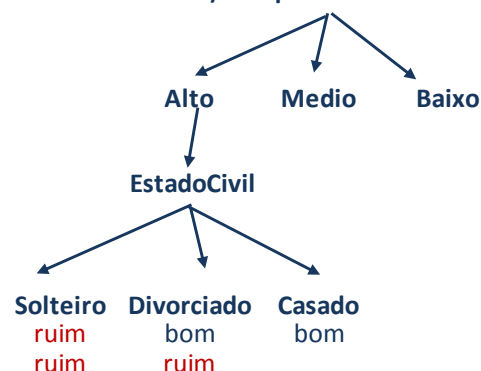 Alto Medio Baixo
EstadoCivil
Solteiro Divorciado Casado
ruim bom bom
ruim ruim